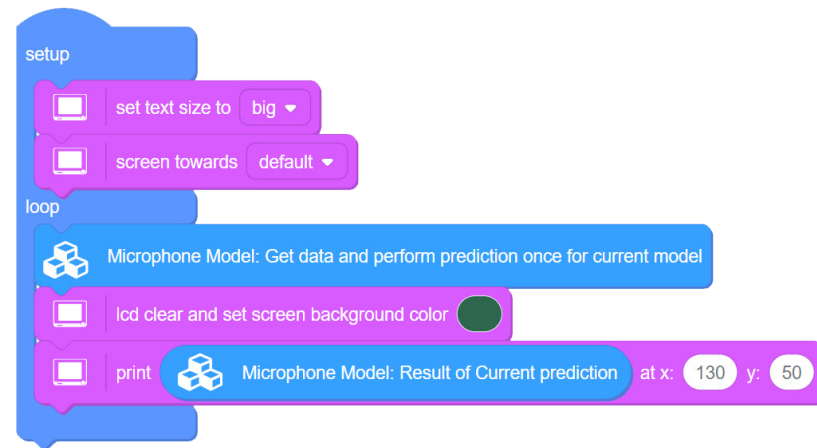 setup
set text size to big
screen towards default
loop
Microphone Model: Get data and perform prediction once for current model
lcd clear and set screen background color
print Microphone Model: Result of Current prediction at x: 130 y: 50